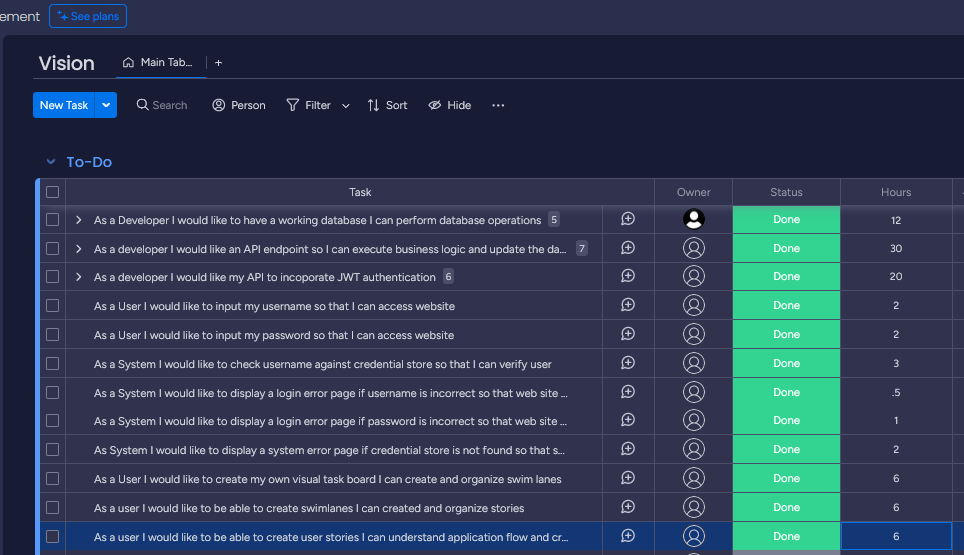 ement See plans
Vision Main Tab... +
New Task Search Person Filter Sort Hide ...
To-Do
Task Owner Status Hours
As a Developer I would like to have a working database I can perform database operations 5 Done 12
As a developer I would like an API endpoint so I can execute business logic and update the da... 7 Done 30
As a developer I would like my API to incoporate JWT authentication 6 Done 20
As a User I would like to input my username so that I can access website Done 2
As a User I would like to input my password so that I can access website Done 2
As a System I would like to check username against credential store so that I can verify user Done 3
As a System I would like to display a login error page if username is incorrect so that web site ... Done .5
As a System I would like to display a login error page if password is incorrect so that web site ... Done 1
As System I would like to display a system error page if credential store is not found so that s... Done 2
As a User I would like to create my own visual task board I can create and organize swim lanes Done 6
As a user I would like to be able to create swimlanes I can created and organize stories Done 6
As a user I would like to be able to create user stories I can understand application flow and cr... Done 6